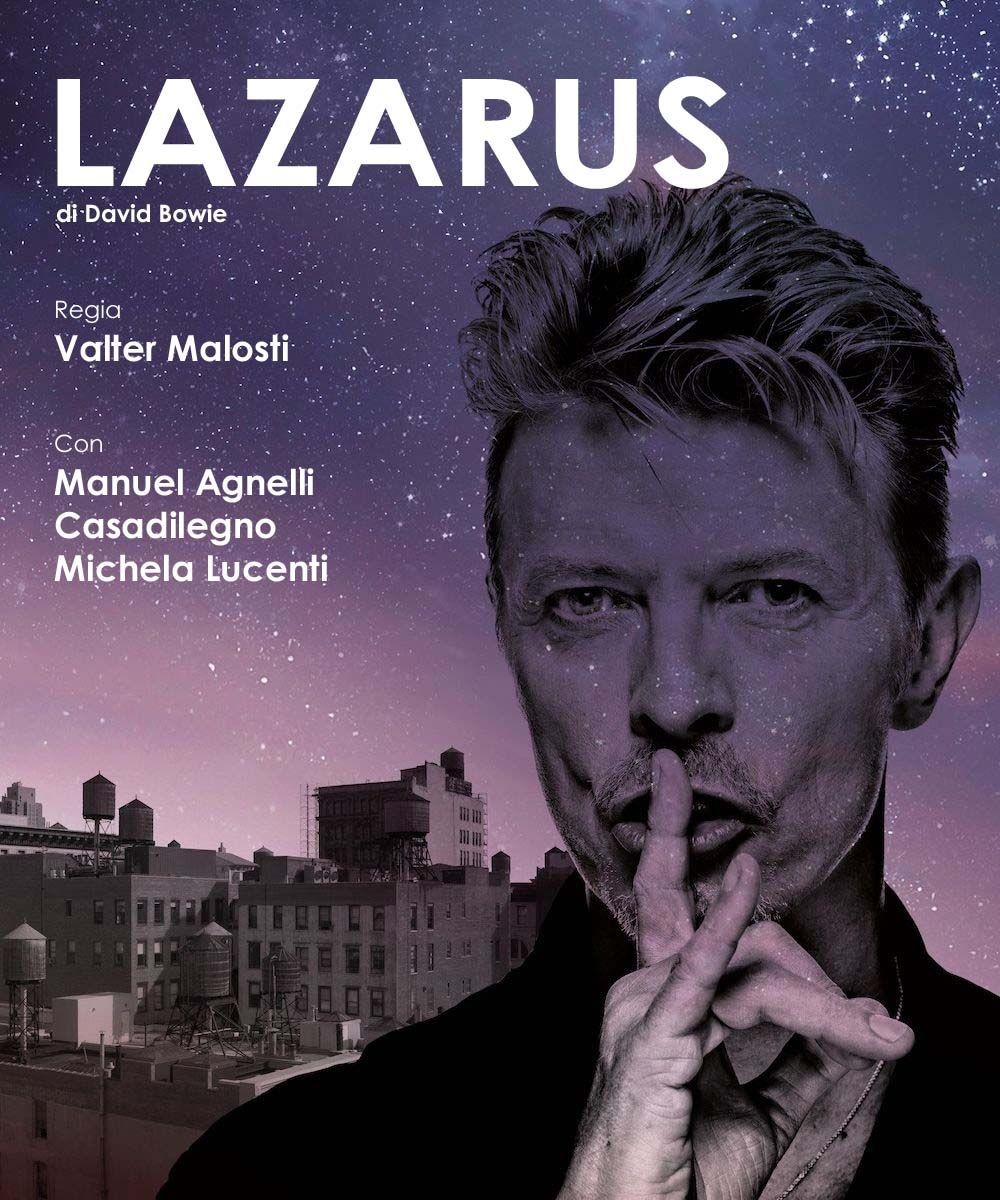 LAZARUS
di David Bowie
Regia
Valter Malosti
Con
Manuel Agnelli
Casadilegno
Michela Lucenti